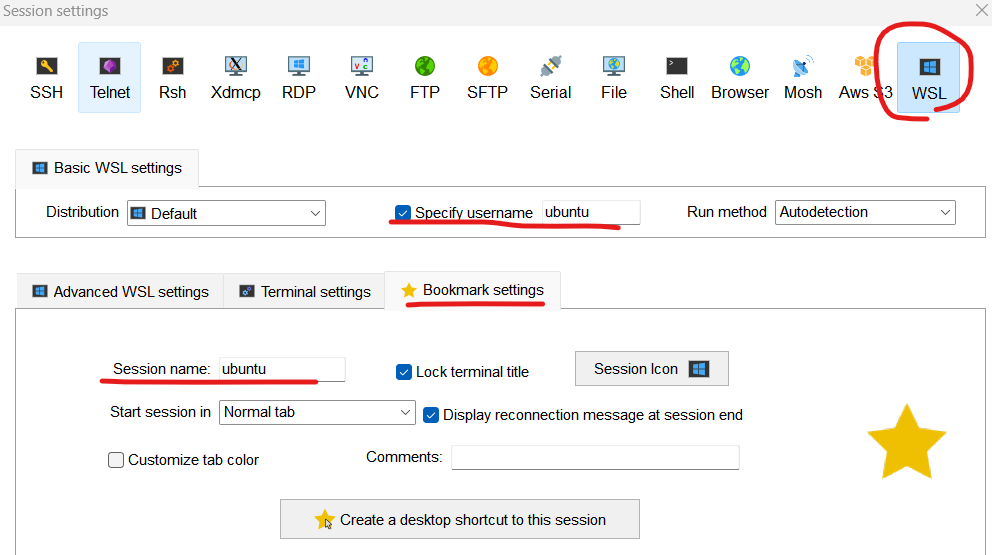 Session settings
SSH Telnet Rsh Xdmcp RDP VNC FTP SFTP Serial File Shell Browser Mosh Aws S3 WSL
Basic WSL settings
Distribution Default Specify username ubuntu Run method Autodetection
Advanced WSL settings Terminal settings Bookmark settings
Session name: ubuntu Lock terminal title Session Icon
Start session in Normal tab Display reconnection message at session end
Customize tab color Comments:
Create a desktop shortcut to this session